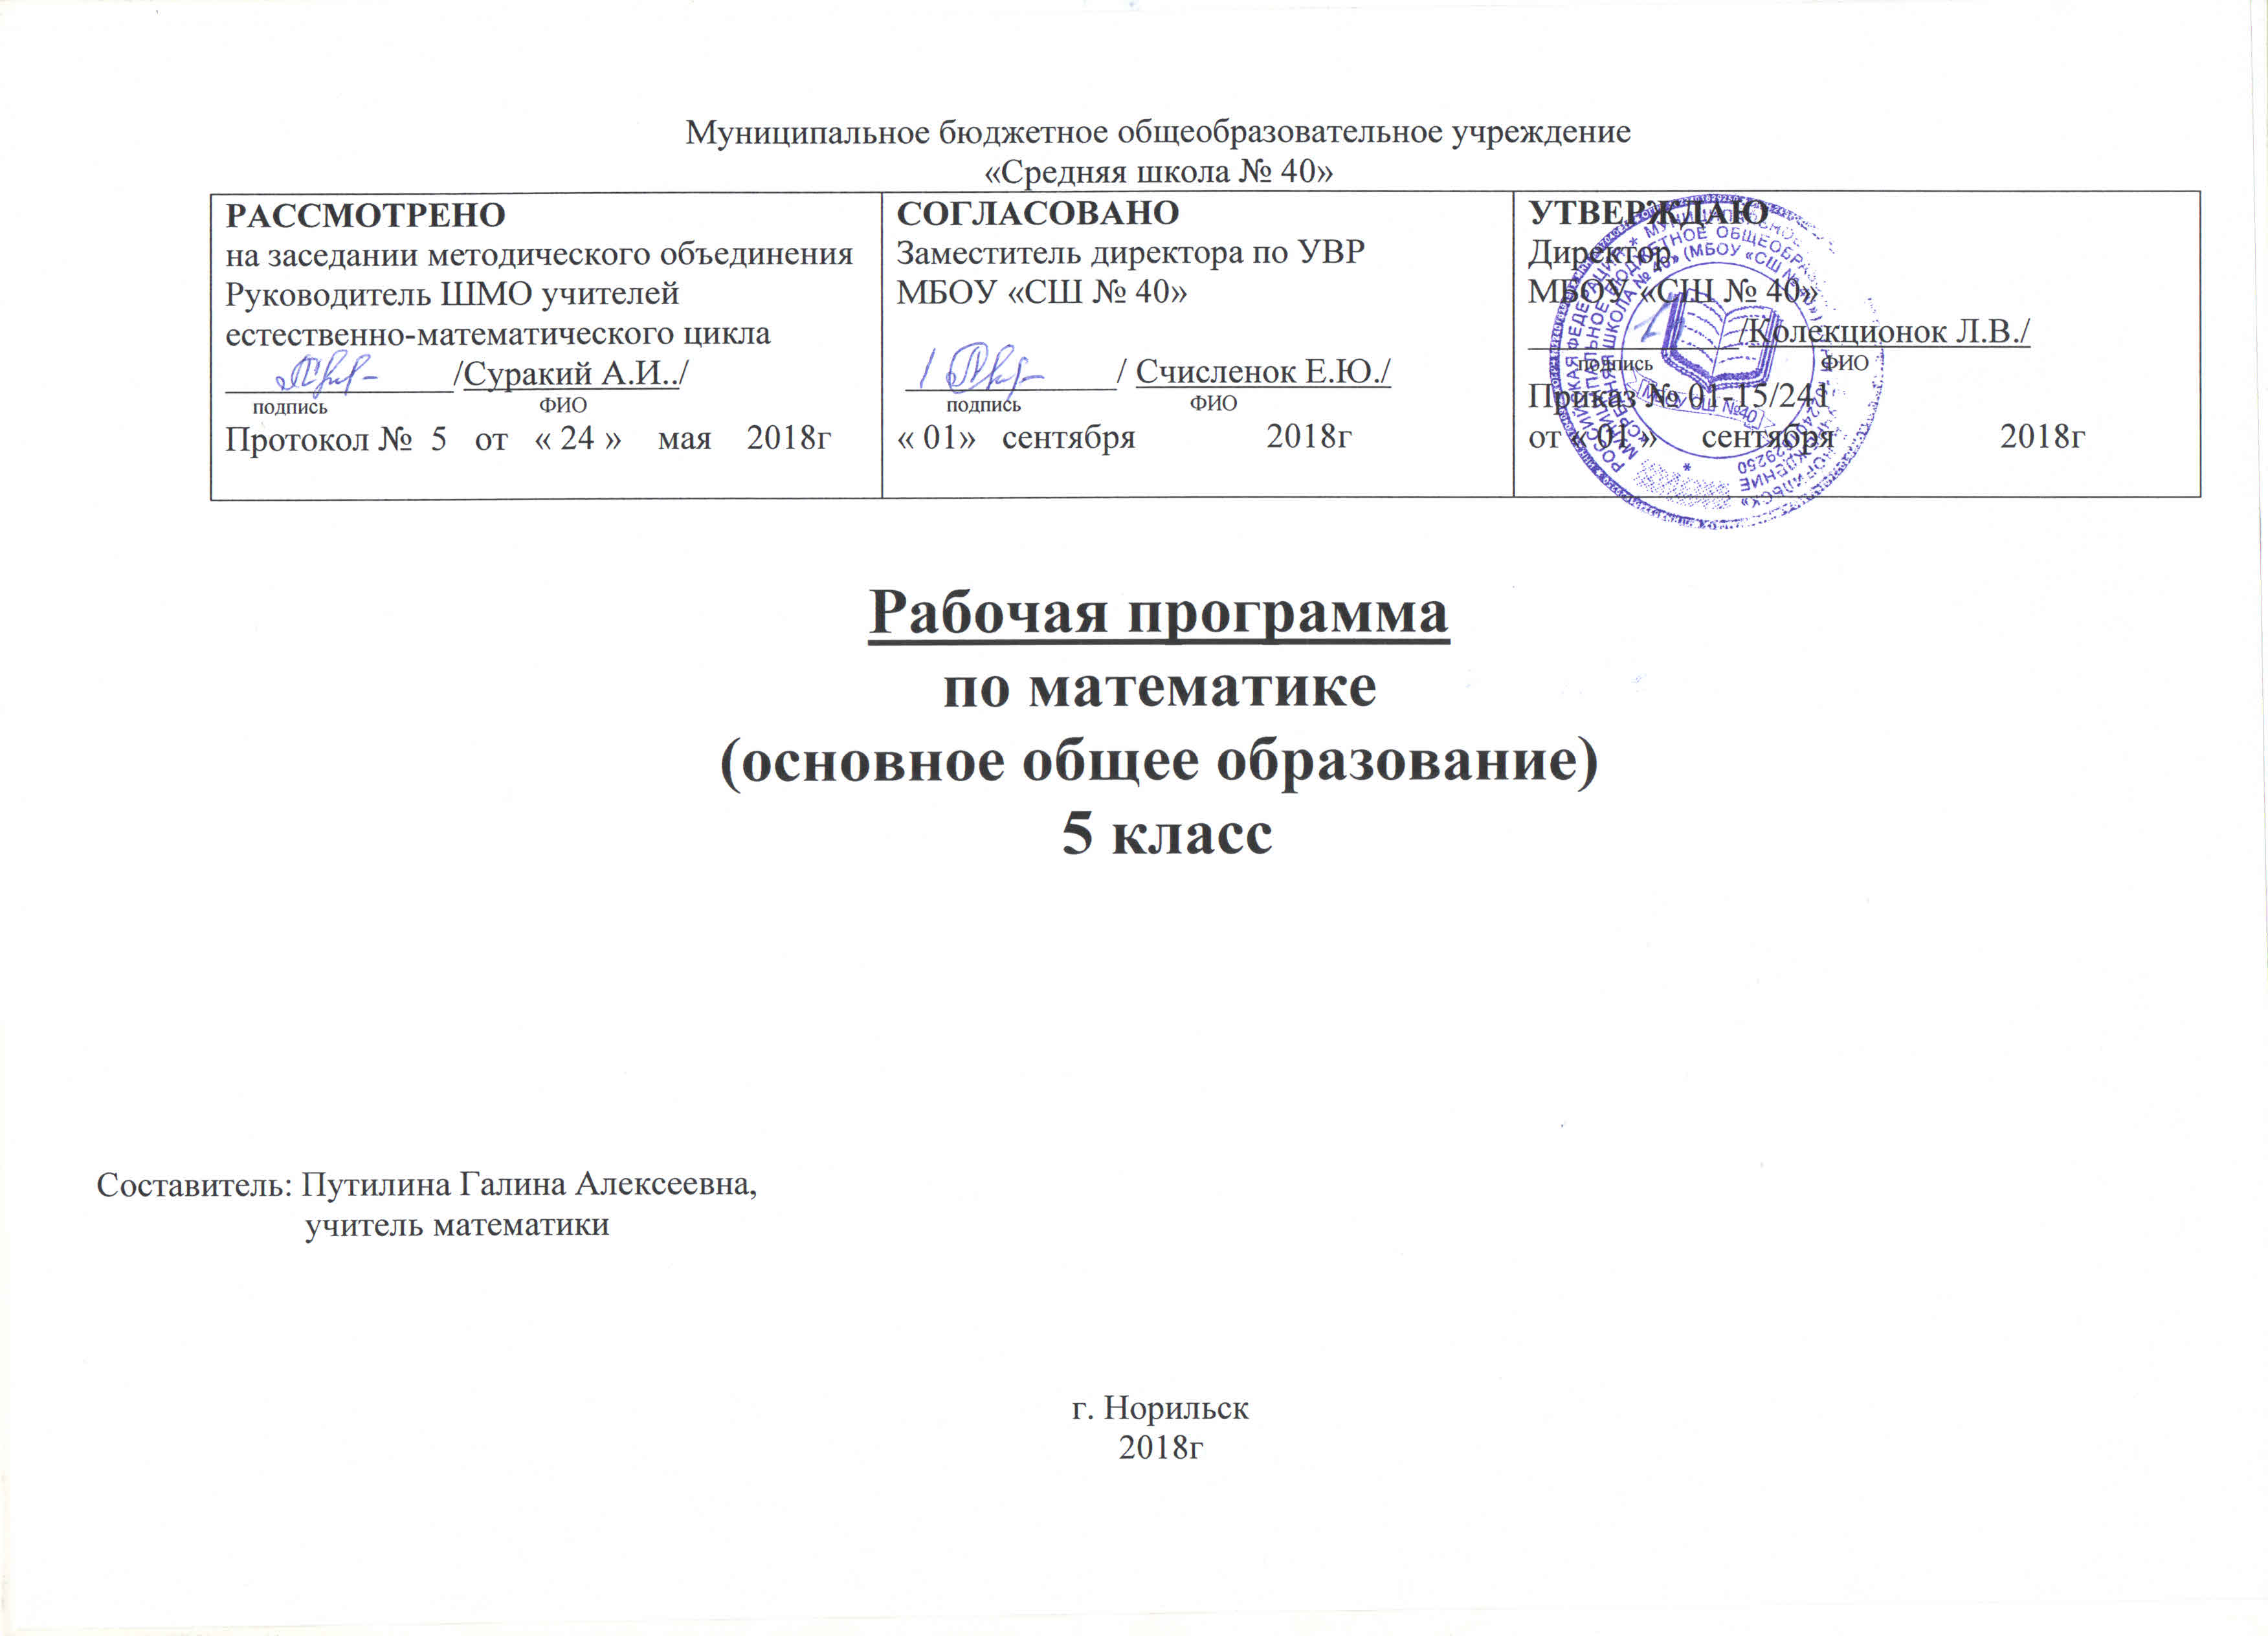 Муниципальное бюджетное общеобразовательное учреждение
«Средняя школа № 40»
РАССМОТРЕНО
на заседании методического объединения
Руководитель ШМО учителей
естественно-математического цикла
/Суракий А.И../
подпись ФИО
Протокол № 5 от « 24 » мая 2018г
СОГЛАСОВАНО
Заместитель директора по УВР
МБОУ «СШ № 40»
/ Счисленок Е.Ю./
подпись ФИО
« 01» сентября 2018г
УТВЕРЖДАЮ
Директор
МБОУ «СШ № 40»
/Колекционок Л.В./
подпись ФИО
Приказ № 01-15/241
от « 01 » сентября 2018г
МБОУ СШ №40
Рабочая программа
по математике
(основное общее образование)
5 класс
Составитель: Путилина Галина Алексеевна,
учитель математики
г. Норильск
2018г